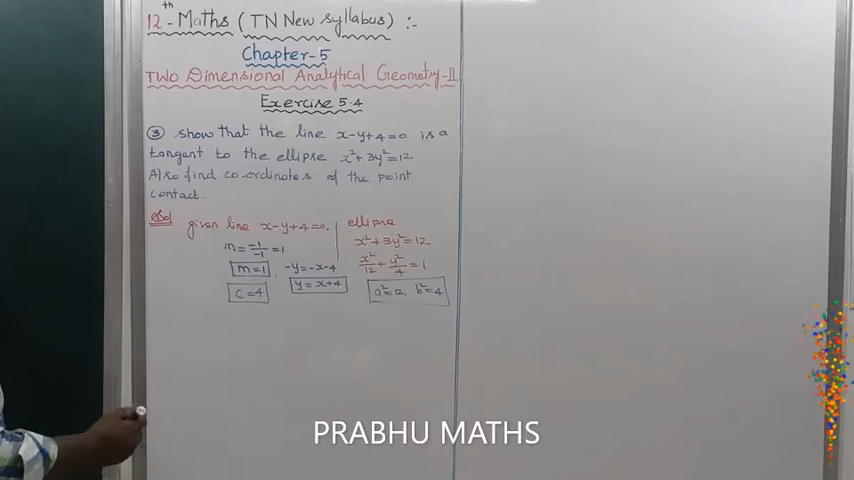 12th - Maths (TN New syllabus) :-
Chapter-5
Two Dimensional Analytical Geometry-II
Exercise 5.4
③ show that the line x-y+4=0 is a
tangent to the ellipse x²+3y²=12
Also find co-ordinates of the point
contact.
Sol
given line x-y+4=0.
m = -1/-1 = 1
m=1
-y=-x-4
c=4
y=x+4
ellipse
x²+3y²=12
x²/12 + y²/4 = 1
a²=12, b²=4
PRABHU MATHS